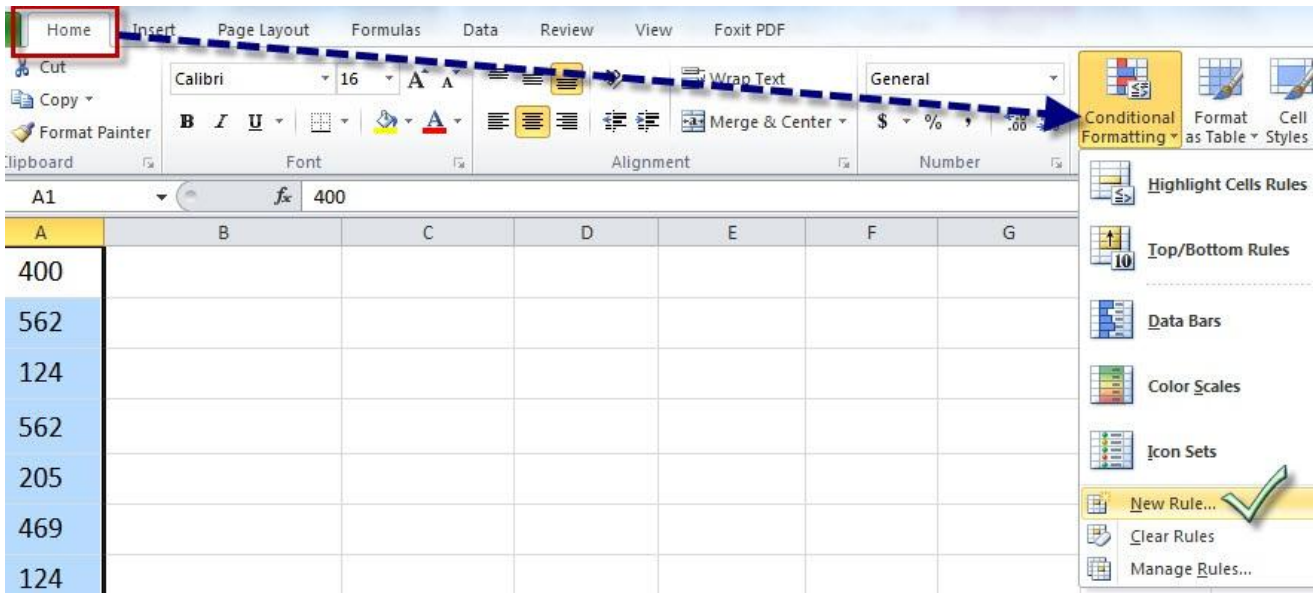 Home Insert Page Layout Formulas Data Review View Foxit PDF
Cut
Copy
Format Painter
Calibri 16 A A
B I U A
Wrap Text
Merge & Center
General
$ % , .00
Conditional Formatting
Format as Table
Cell Styles
Clipboard Font Alignment Number
A1 fx 400
A B C D E F G
400
562
124
562
205
469
124
Highlight Cells Rules
Top/Bottom Rules
10
Data Bars
Color Scales
Icon Sets
New Rule...
Clear Rules
Manage Rules...